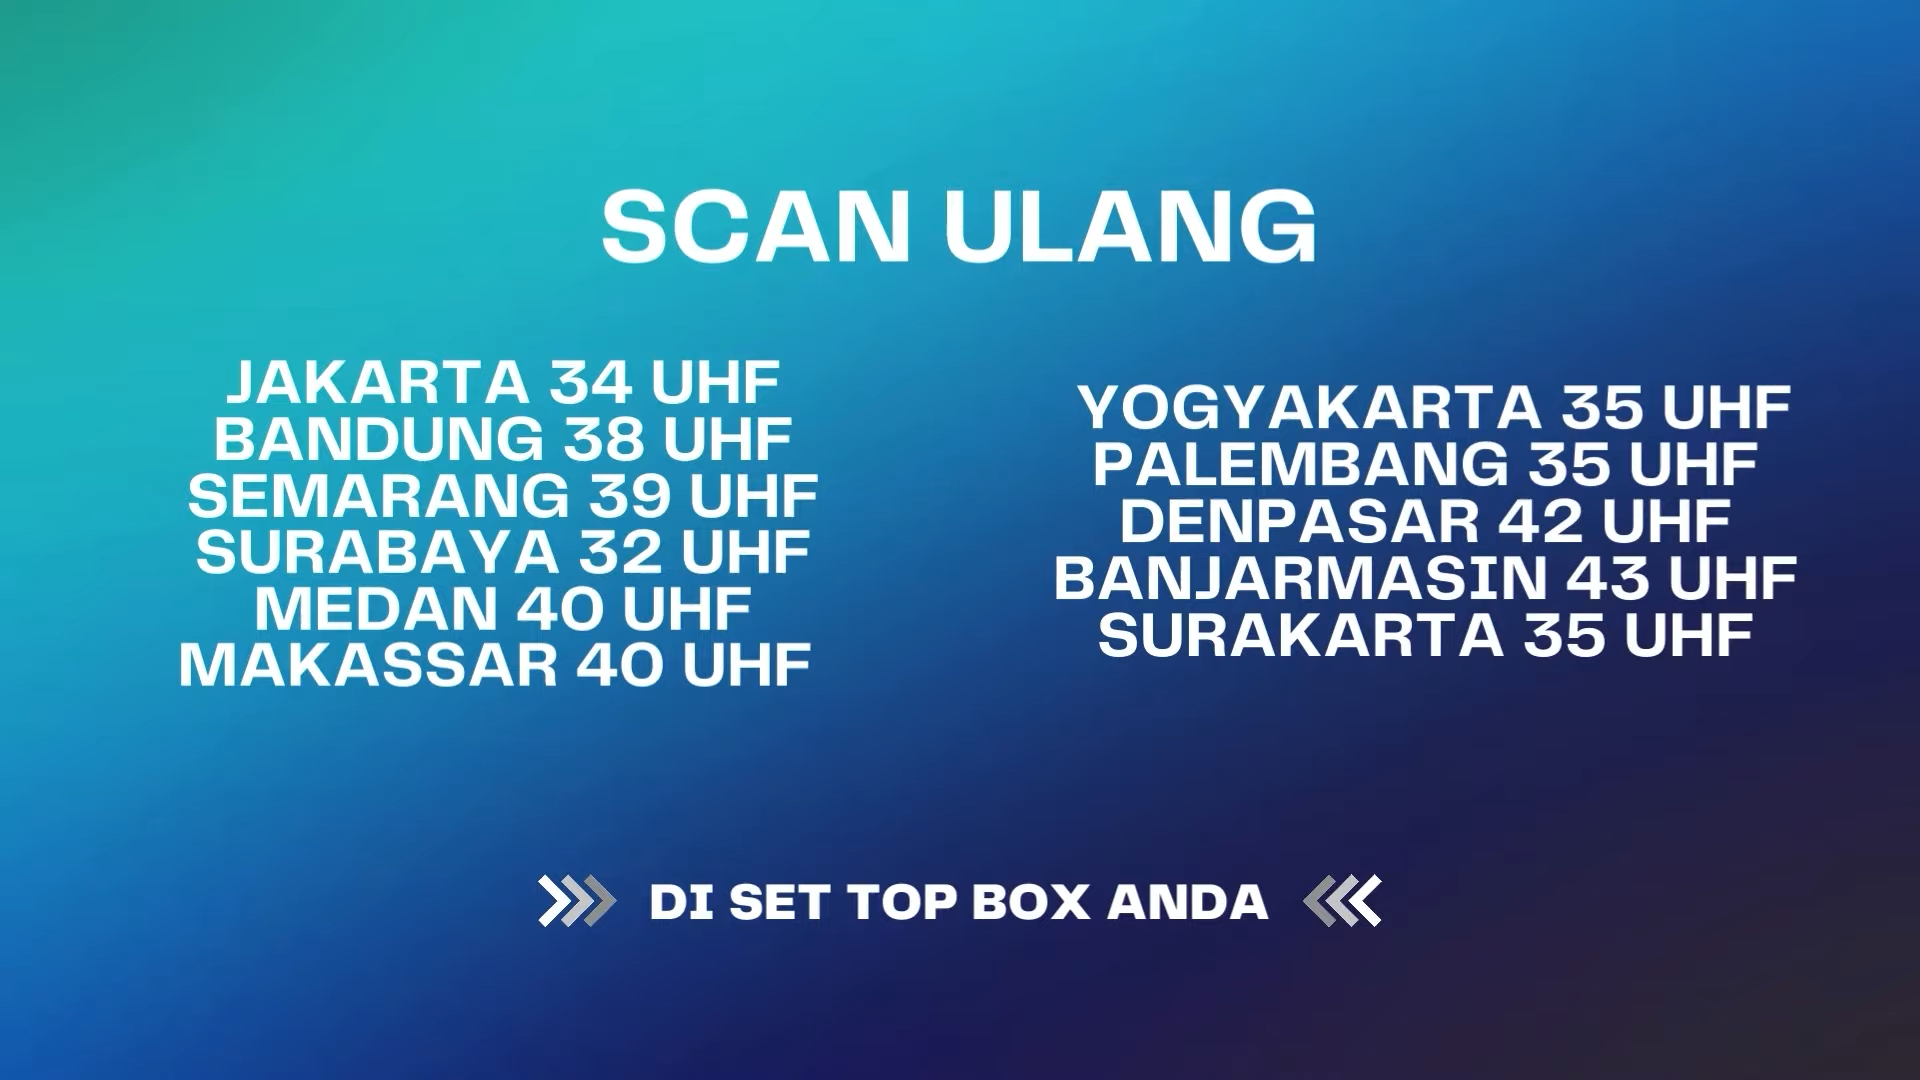 SCAN ULANG
JAKARTA 34 UHF
BANDUNG 38 UHF
SEMARANG 39 UHF
SURABAYA 32 UHF
MEDAN 40 UHF
MAKASSAR 40 UHF
YOGYAKARTA 35 UHF
PALEMBANG 35 UHF
DENPASAR 42 UHF
BANJARMASIN 43 UHF
SURAKARTA 35 UHF
DI SET TOP BOX ANDA